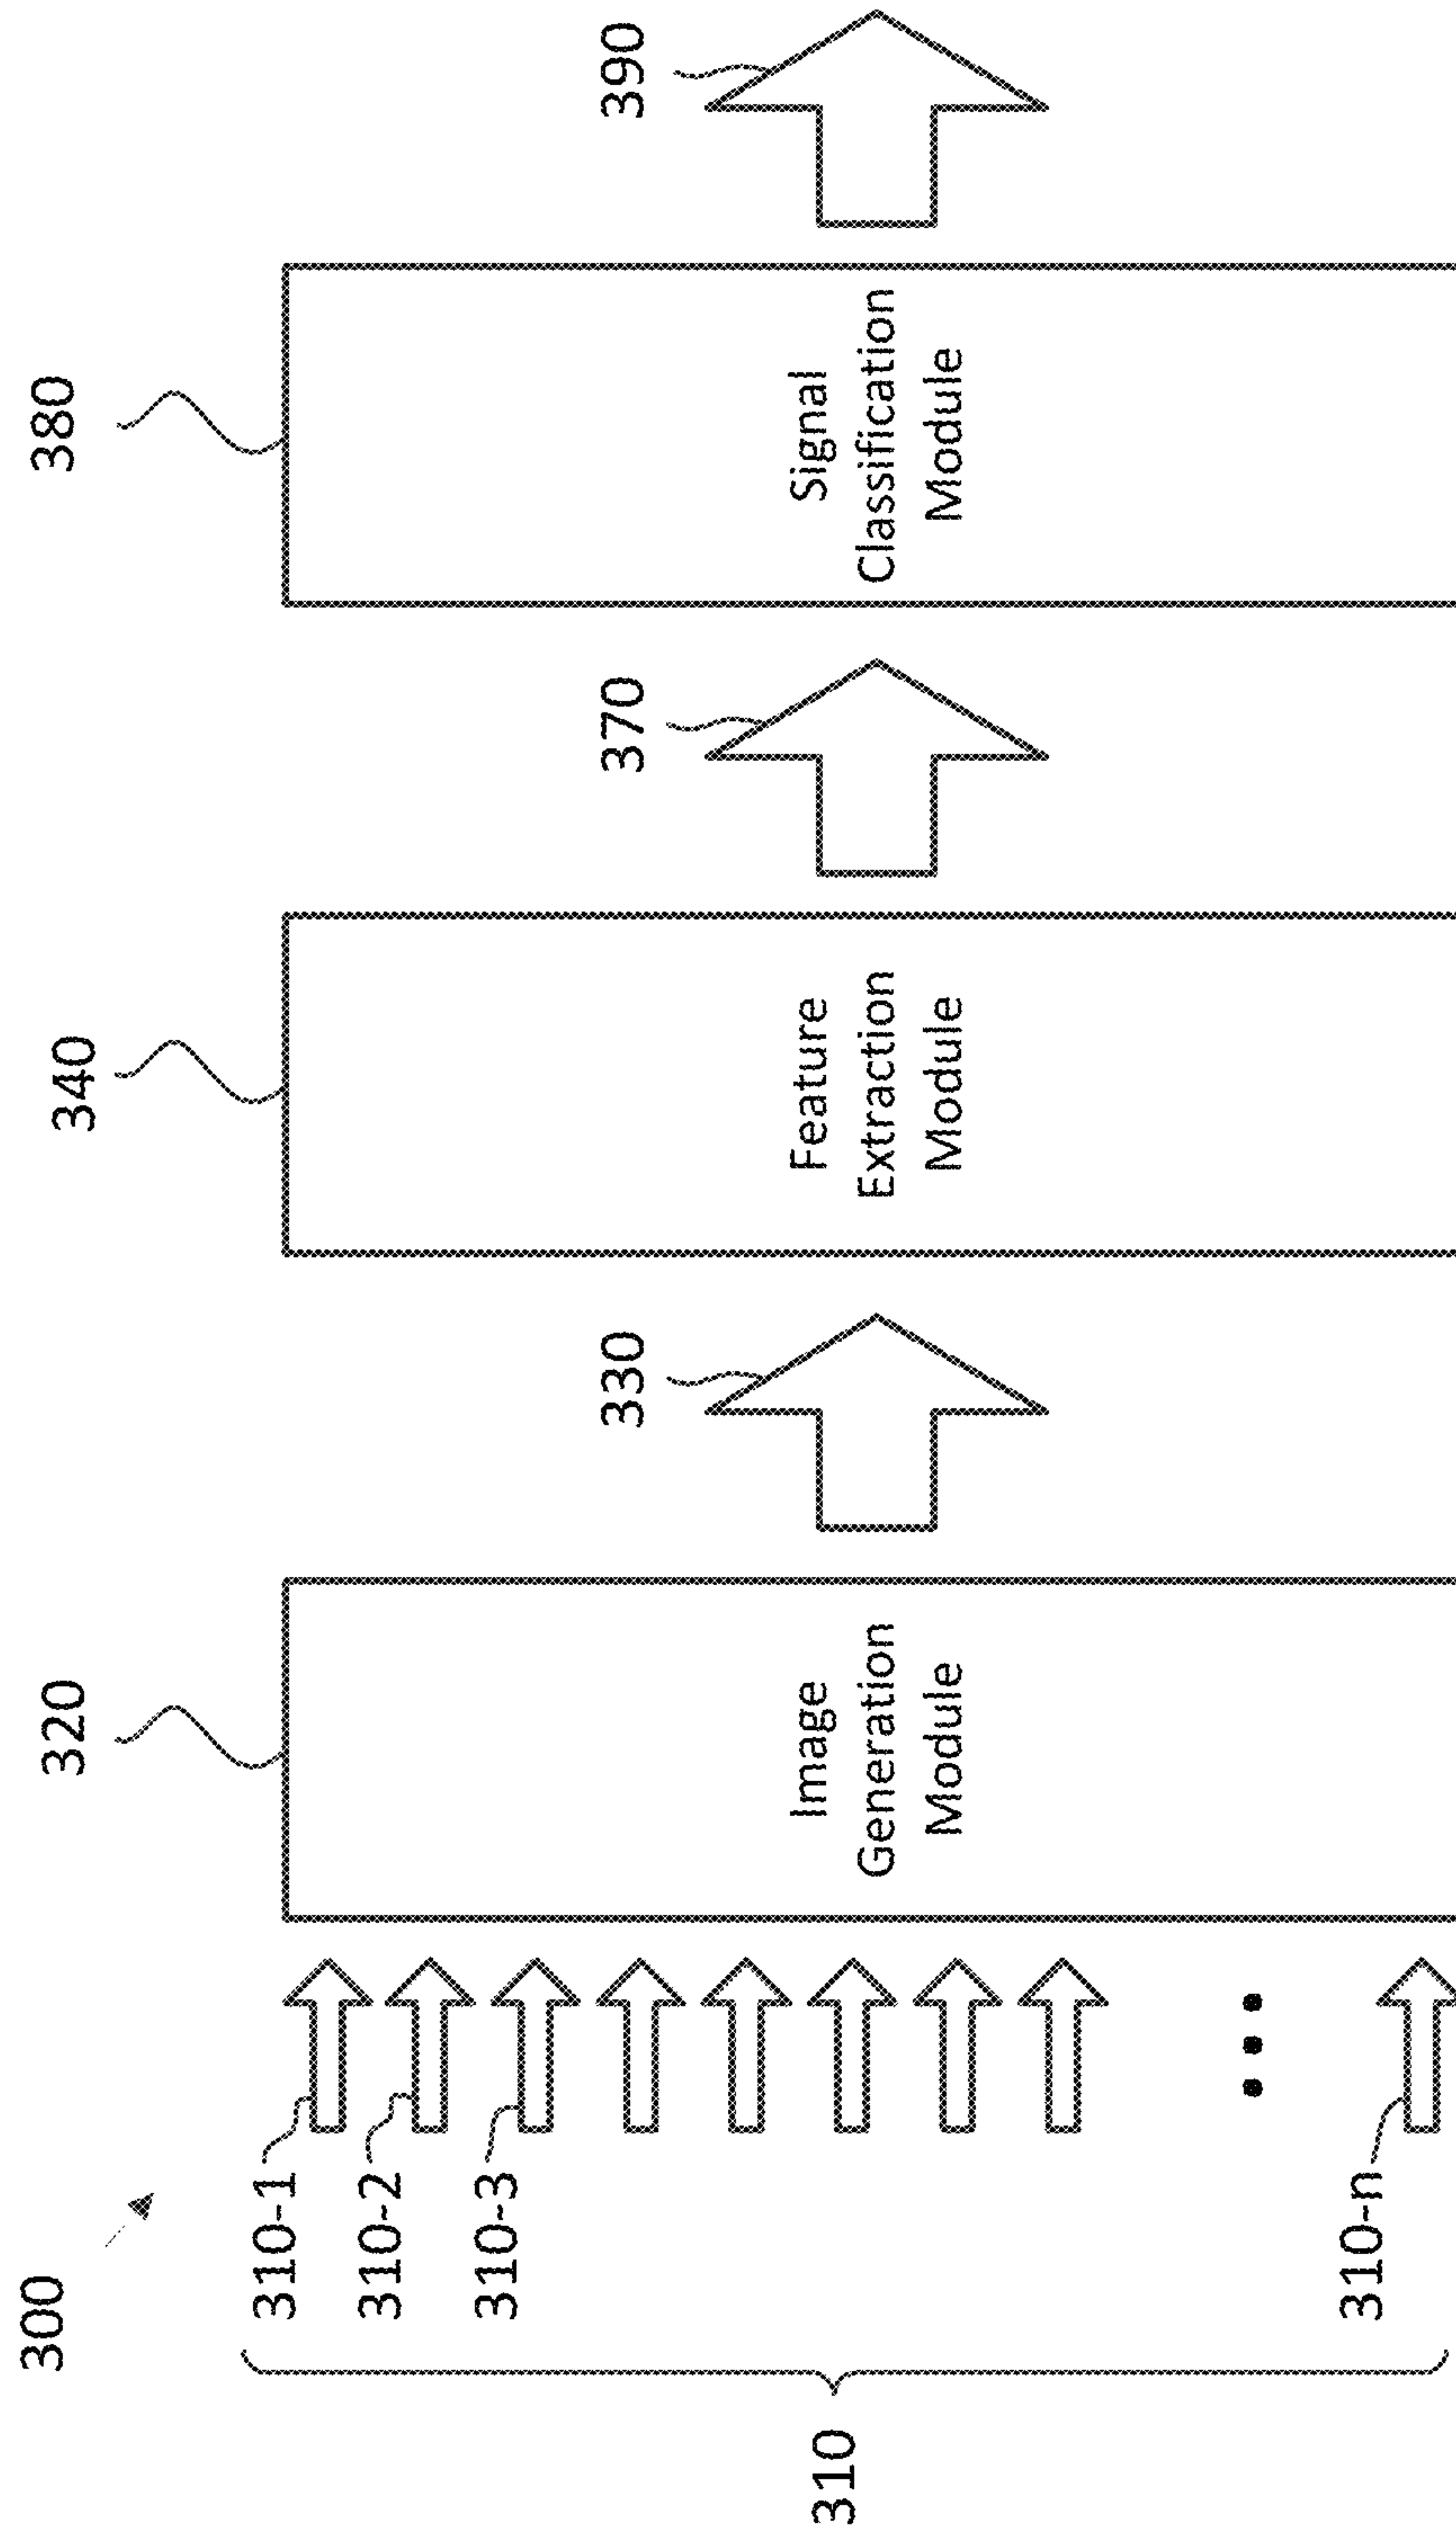 300
310
310-1
310-2
310-3
310-n
320
Image
Generation
Module
330
340
Feature
Extraction
Module
370
380
Signal
Classification
Module
390